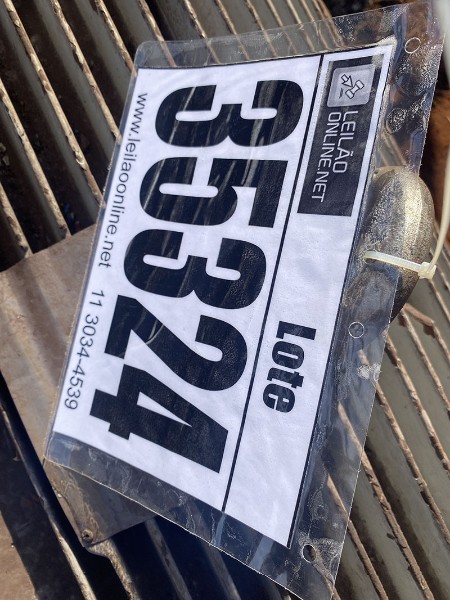 LEILÃO
ONLINE.NET
Lote
35324
www.leilaoonline.net 11 3034-4539